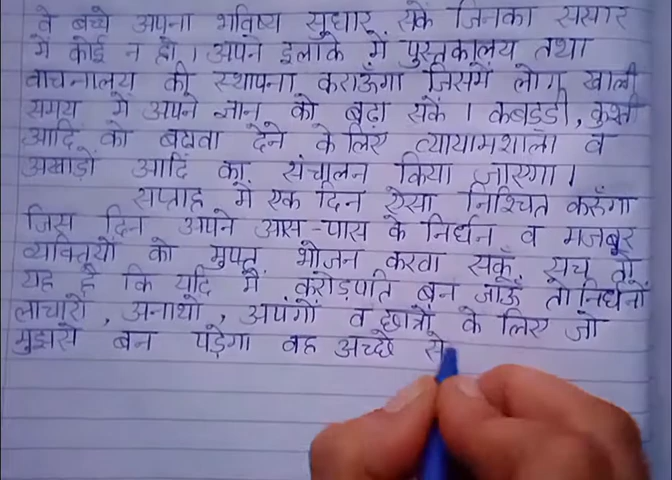 वे बच्चे अपना भविष्य सुधार सके जिनका संसार
मे कोई न हो। अपने इलाके में पुस्तकालय तथा
वाचनालय की स्थापना कराऊँगा जिसमें लोग खाली
समय में अपने ज्ञान को बढ़ा सकें। कबड्डी, कुश्ती
आदि को बढ़ावा देने के लिए व्यायामशाला व
अखाड़ो आदि का संचालन किया जाएगा।
सप्ताह मे एक दिन ऐसा निश्चित करूँगा
जिस दिन अपने आस-पास के निर्धन व मजबूर
व्यक्तियों को मुफ्त भोजन करवा सकूँ. सच तो
यह है कि यदि मैं करोड़पति बन जाऊँ तो निर्धनों
लाचारो, अनाथो, अपंगों व छात्रों के लिए जो
मुझसे बन पड़ेगा वह अच्छे से